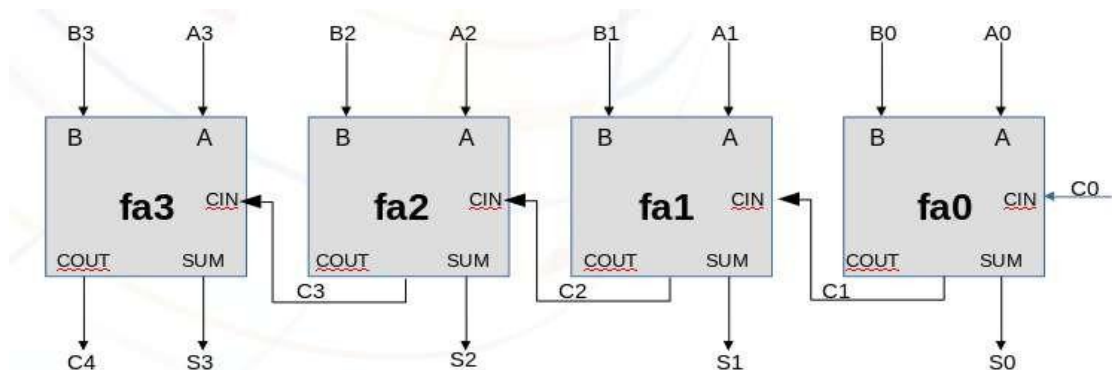 B3 A3 B2 A2 B1 A1 B0 A0
B A B A B A B A
fa3 CIN fa2 CIN fa1 CIN fa0 CIN C0
COUT SUM COUT SUM COUT SUM COUT SUM
C3 C2 C1
C4 S3 S2 S1 S0